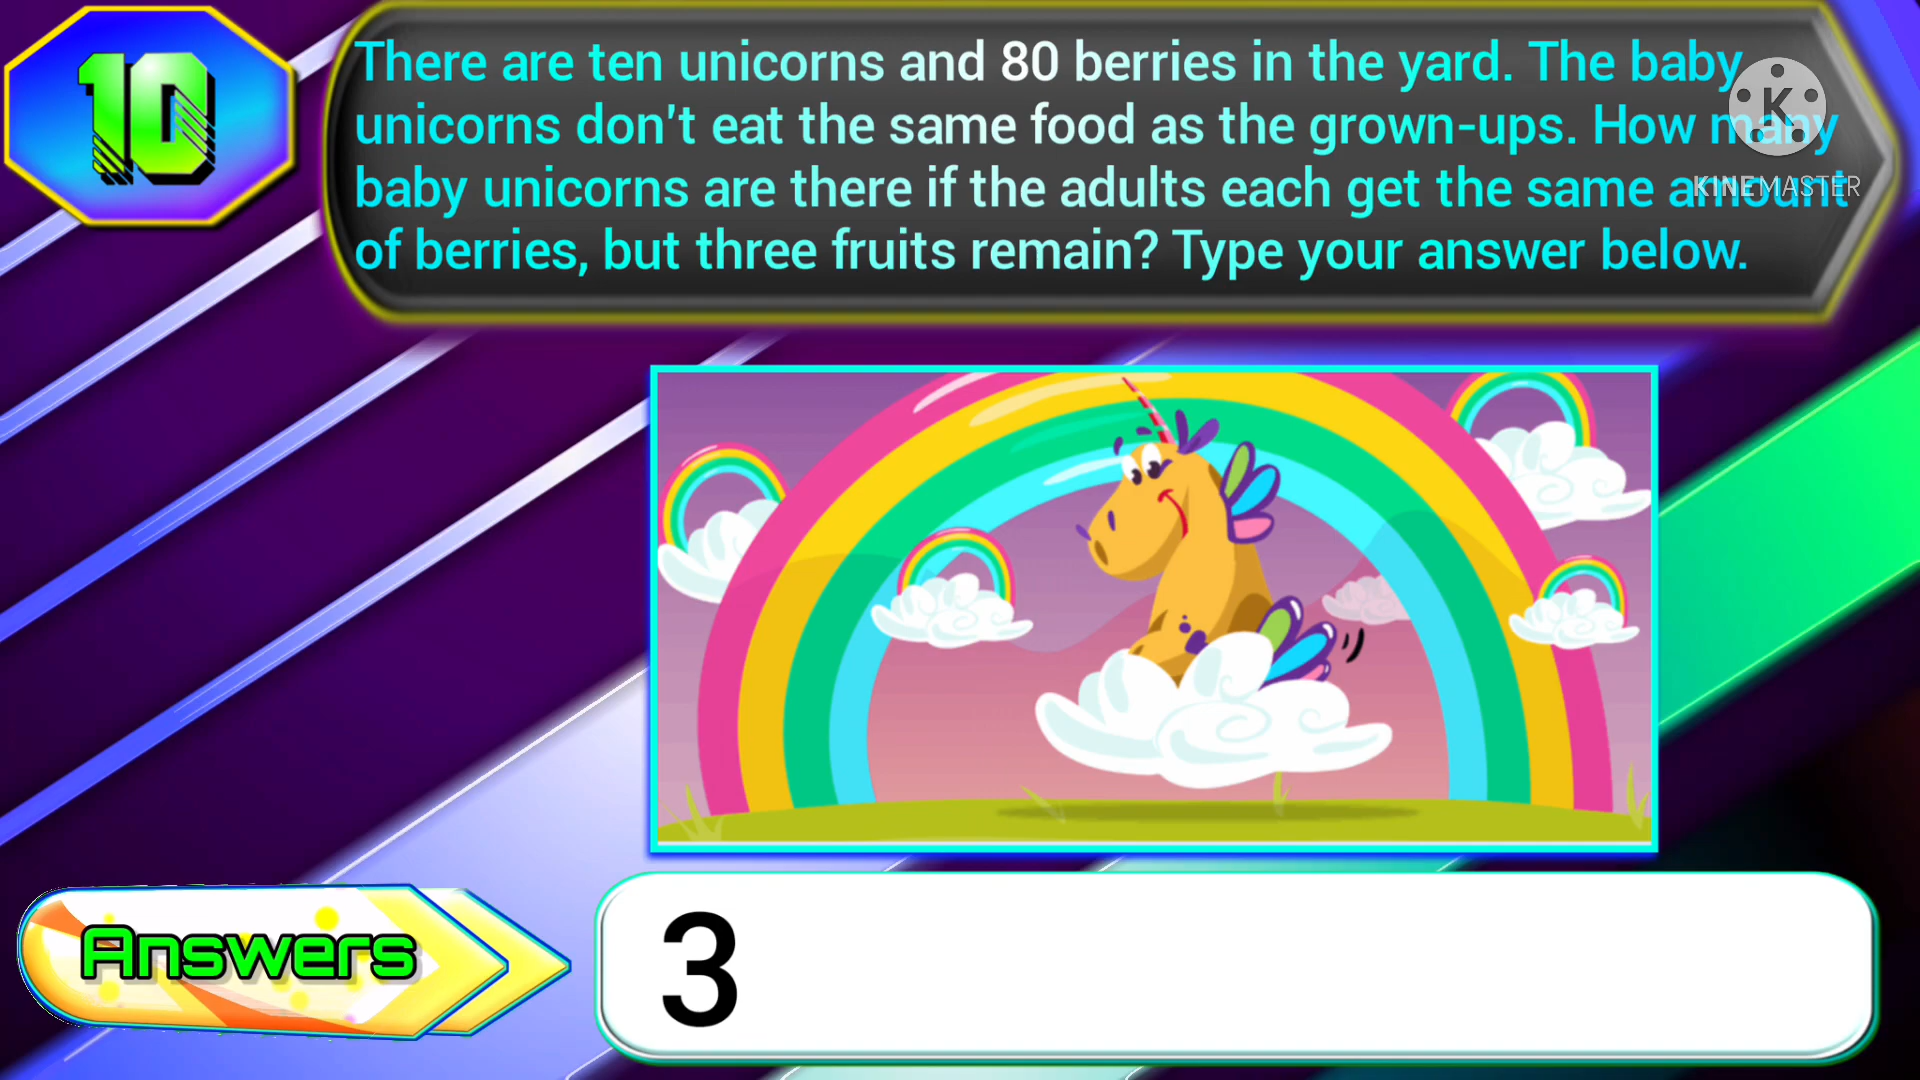 10
There are ten unicorns and 80 berries in the yard. The baby
unicorns don't eat the same food as the grown-ups. How many
baby unicorns are there if the adults each get the same amount
of berries, but three fruits remain? Type your answer below.
K
KINEMASTER
Answers
3